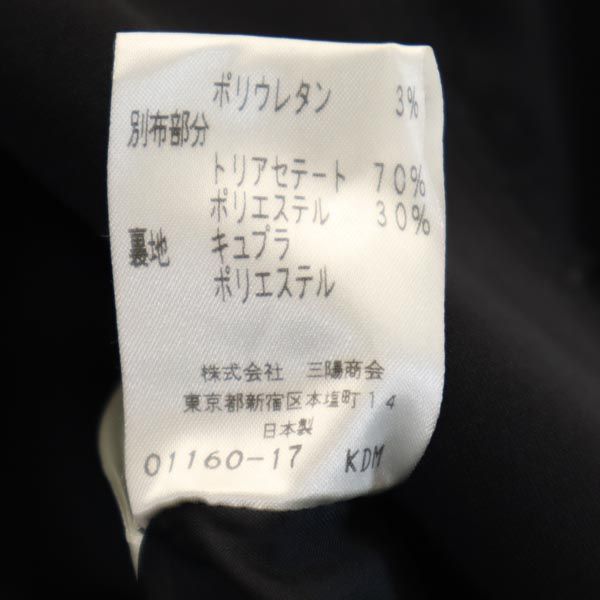 ポリウレタン 3%
別布部分
トリアセテート 70%
ポリエステル 30%
裏地 キュプラ
ポリエステル
株式会社 三陽商会
東京都新宿区本塩町14
日本製
01160-17 KDM